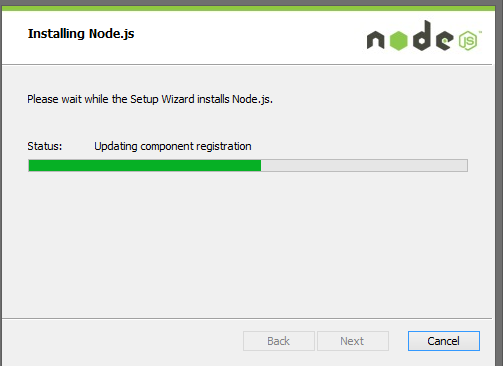 Installing Node.js
node JS™
Please wait while the Setup Wizard installs Node.js.
Status: Updating component registration
Back Next Cancel